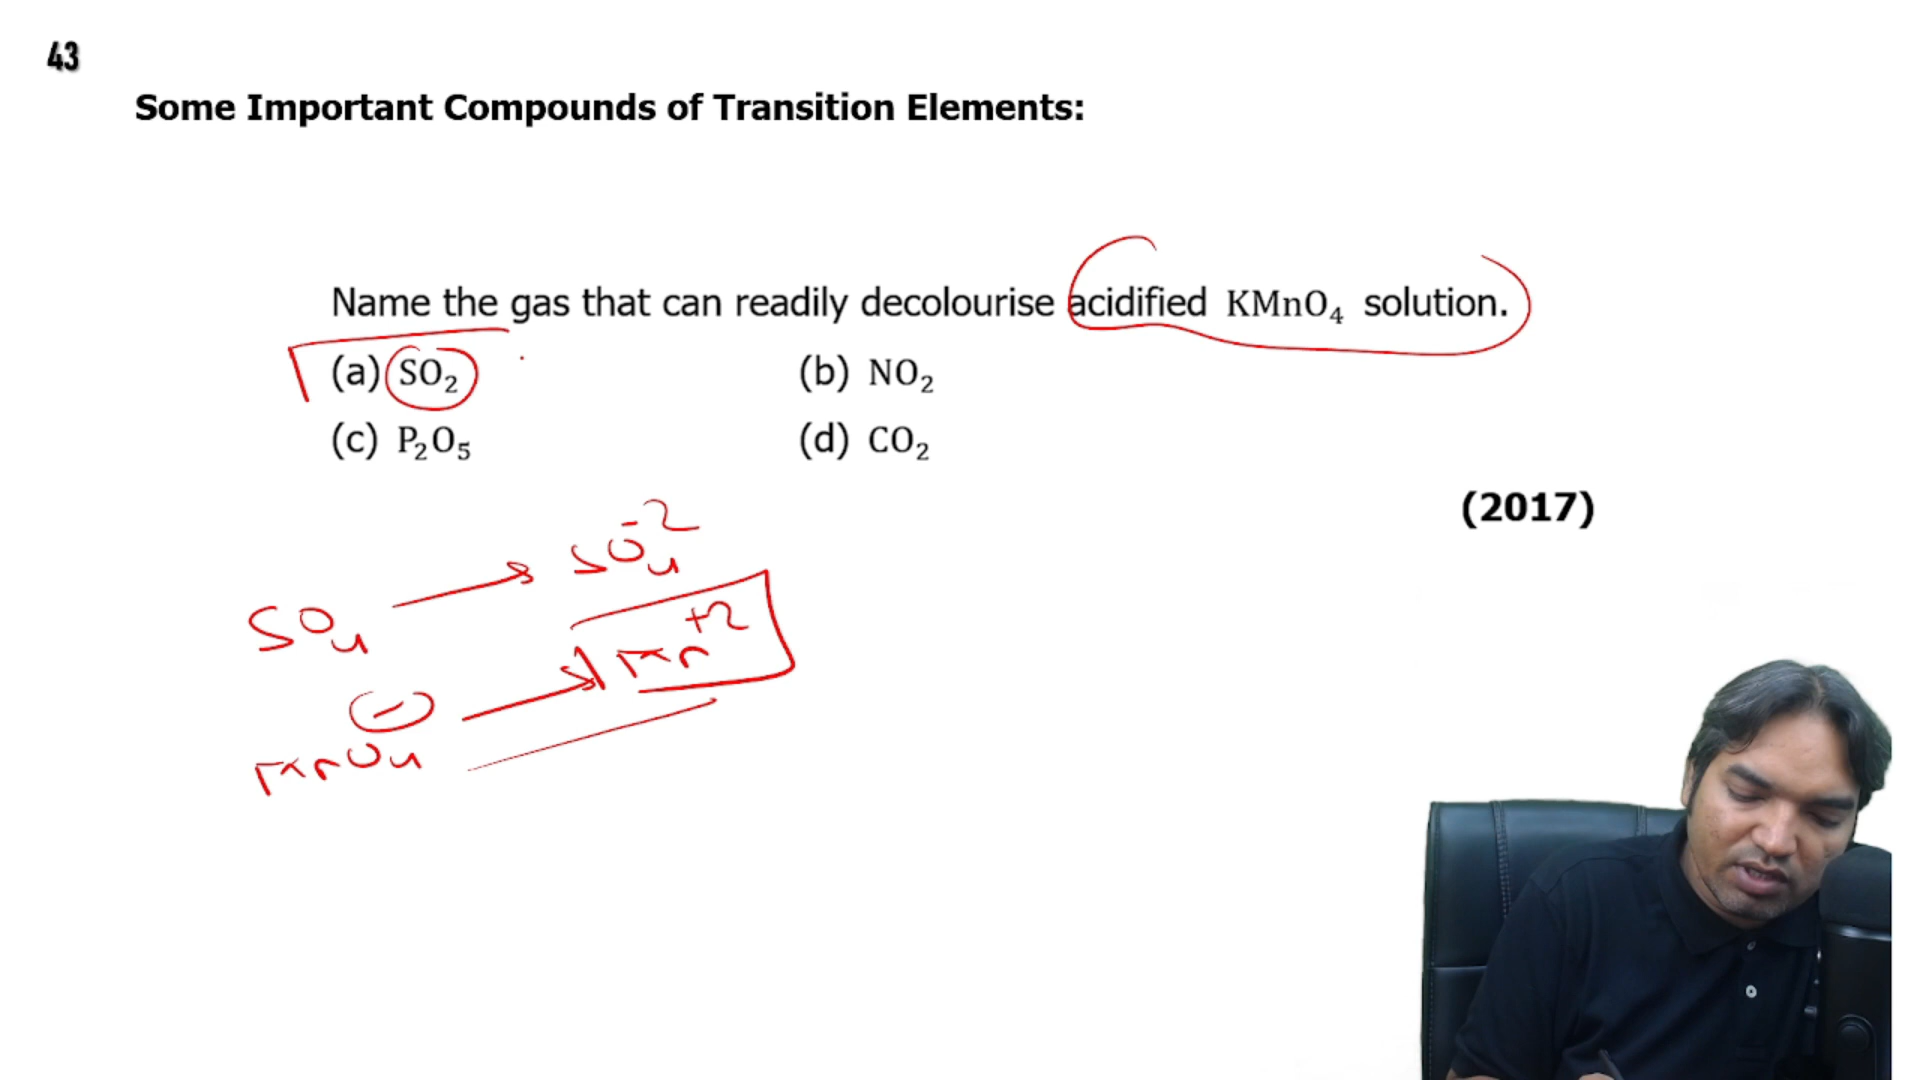 43
Some Important Compounds of Transition Elements:
Name the gas that can readily decolourise acidified KMnO₄ solution.
(a) SO₂ (b) NO₂
(c) P₂O₅ (d) CO₂
(2017)
SO₄ → SO₄⁻²
MnO₄⁻ → Mn⁺²